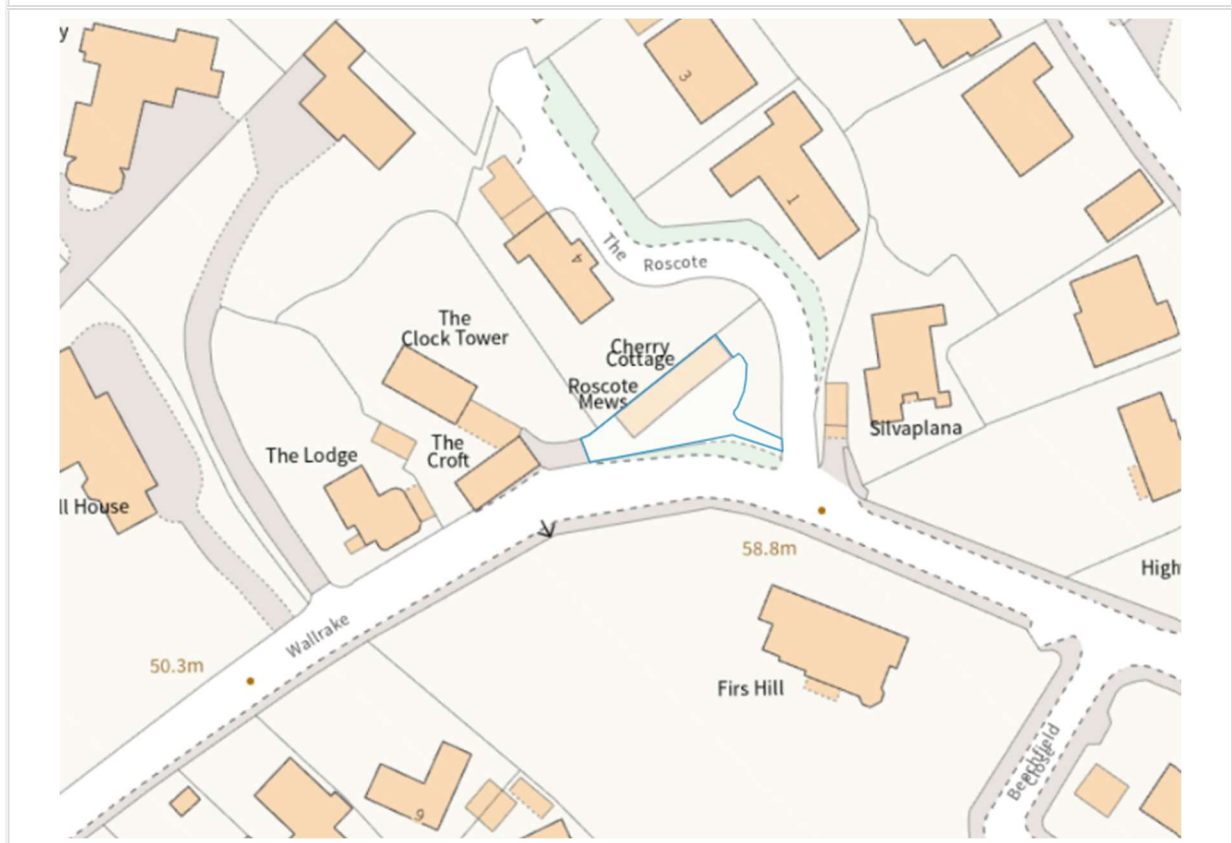 y
3
1
The
Roscote
4
The
Clock Tower
Cherry
Cottage
Roscote
Mews
Silvaplana
The Lodge
The
Croft
ll House
58.8m
High
Wallrake
50.3m
Firs Hill
Beechfield
Close
9